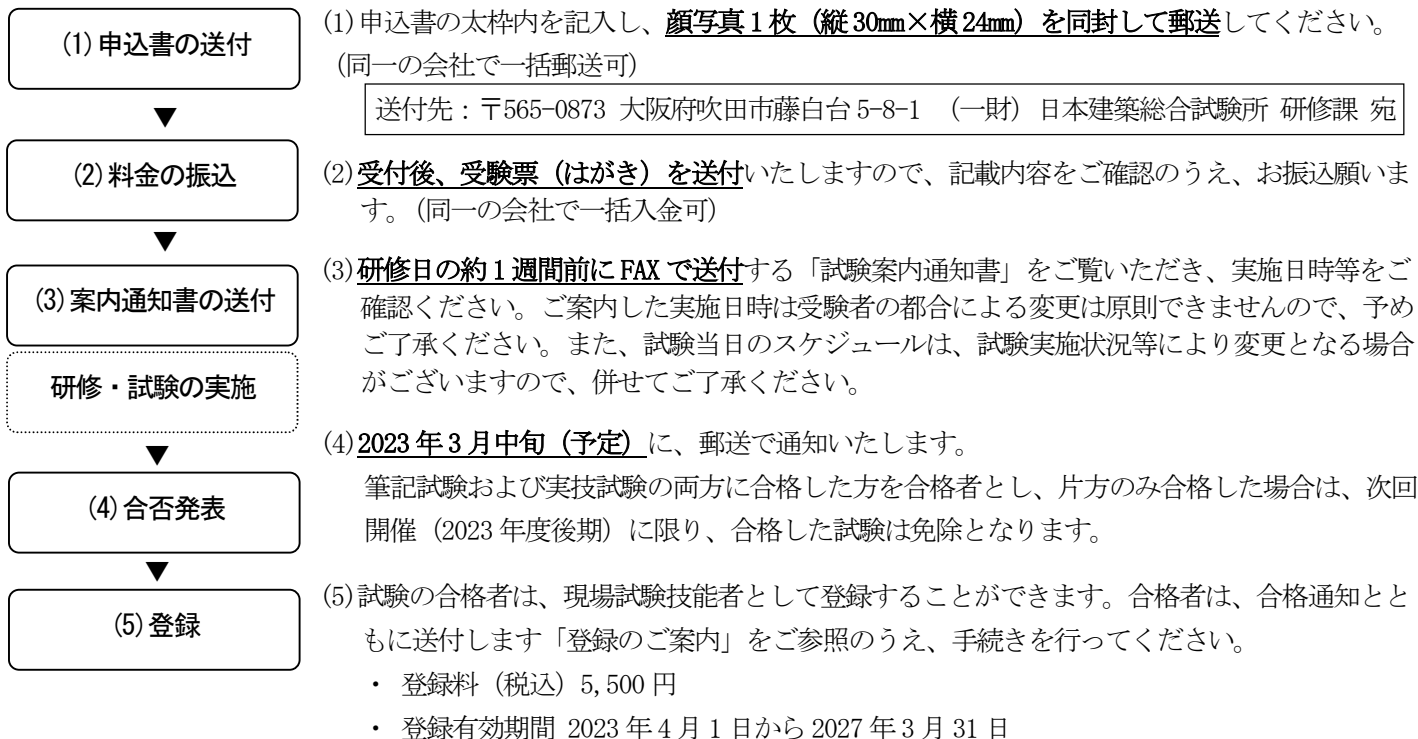 (1)申込書の送付
(1)申込書の太枠内を記入し、顔写真1枚（縦30㎜×横24㎜）を同封して郵送してください。
(同一の会社で一括郵送可)
送付先：〒565-0873 大阪府吹田市藤白台5-8-1 （一財）日本建築総合試験所 研修課 宛
▼
(2)料金の振込
(2)受付後、受験票（はがき）を送付いたしますので、記載内容をご確認のうえ、お振込願いま
す。(同一の会社で一括入金可)
▼
(3)案内通知書の送付
(3)研修日の約1週間前にFAXで送付する「試験案内通知書」をご覧いただき、実施日時等をご
確認ください。ご案内した実施日時は受験者の都合による変更は原則できませんので、予め
ご了承ください。また、試験当日のスケジュールは、試験実施状況等により変更となる場合
がございますので、併せてご了承ください。
研修・試験の実施
▼
(4)合否発表
(4)2023年3月中旬（予定）に、郵送で通知いたします。
筆記試験および実技試験の両方に合格した方を合格者とし、片方のみ合格した場合は、次回
開催（2023年度後期）に限り、合格した試験は免除となります。
▼
(5)登録
(5)試験の合格者は、現場試験技能者として登録することができます。合格者は、合格通知とと
もに送付します「登録のご案内」をご参照のうえ、手続きを行ってください。
・ 登録料（税込）5,500円
・ 登録有効期間 2023年4月1日から2027年3月31日